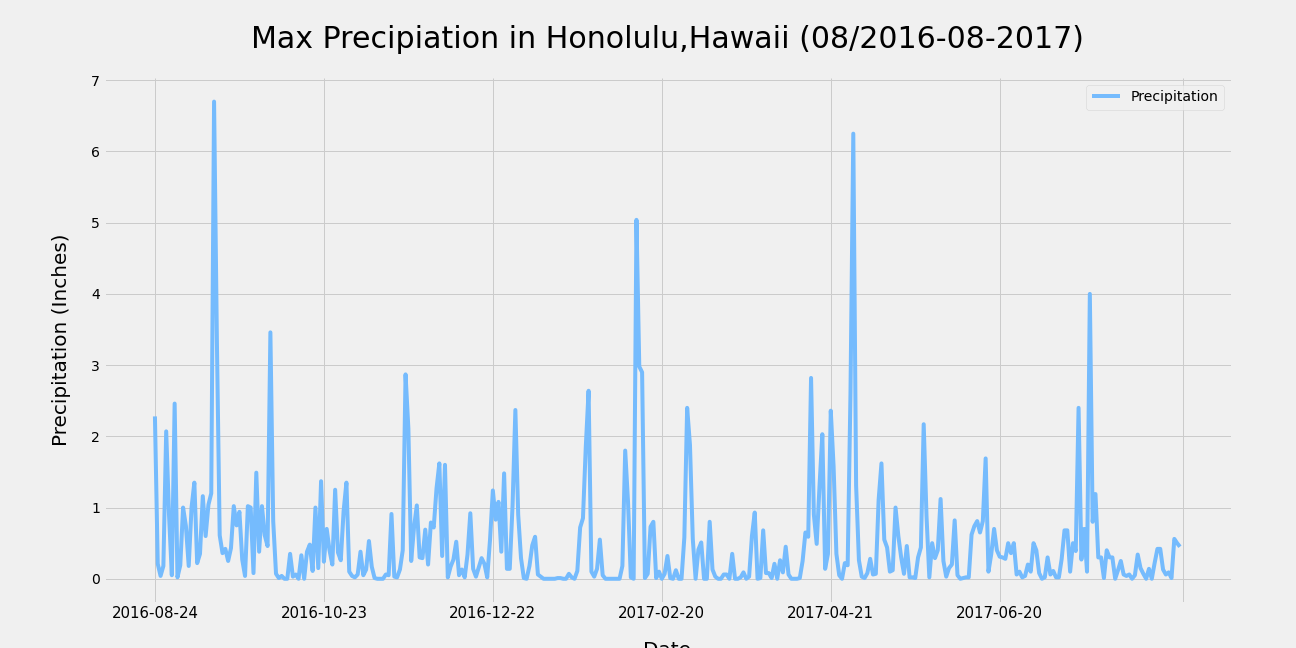 Max Precipiation in Honolulu,Hawaii (08/2016-08-2017)
Precipitation
Precipitation (Inches)
7
6
5
4
3
2
1
0
2016-08-24 2016-10-23 2016-12-22 2017-02-20 2017-04-21 2017-06-20
Date